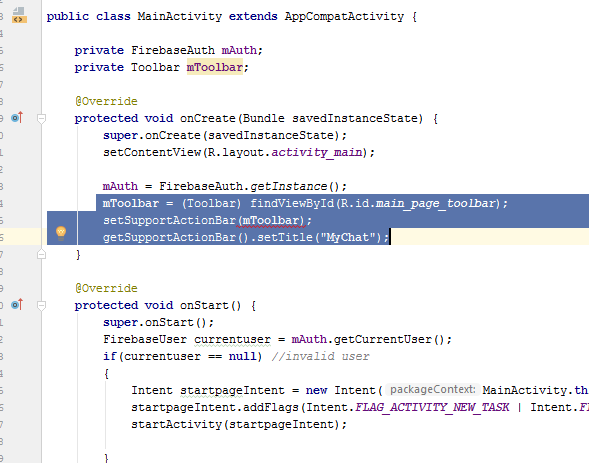 public class MainActivity extends AppCompatActivity {
private FirebaseAuth mAuth;
private Toolbar mToolbar;
@Override
protected void onCreate(Bundle savedInstanceState) {
super.onCreate(savedInstanceState);
setContentView(R.layout.activity_main);
mAuth = FirebaseAuth.getInstance();
mToolbar = (Toolbar) findViewById(R.id.main_page_toolbar);
setSupportActionBar(mToolbar);
getSupportActionBar().setTitle("MyChat");
}
@Override
protected void onStart() {
super.onStart();
FirebaseUser currentuser = mAuth.getCurrentUser();
if(currentuser == null) //invalid user
{
Intent startpageIntent = new Intent( packageContext: MainActivity.th
startpageIntent.addFlags(Intent.FLAG_ACTIVITY_NEW_TASK | Intent.F
startActivity(startpageIntent);
}